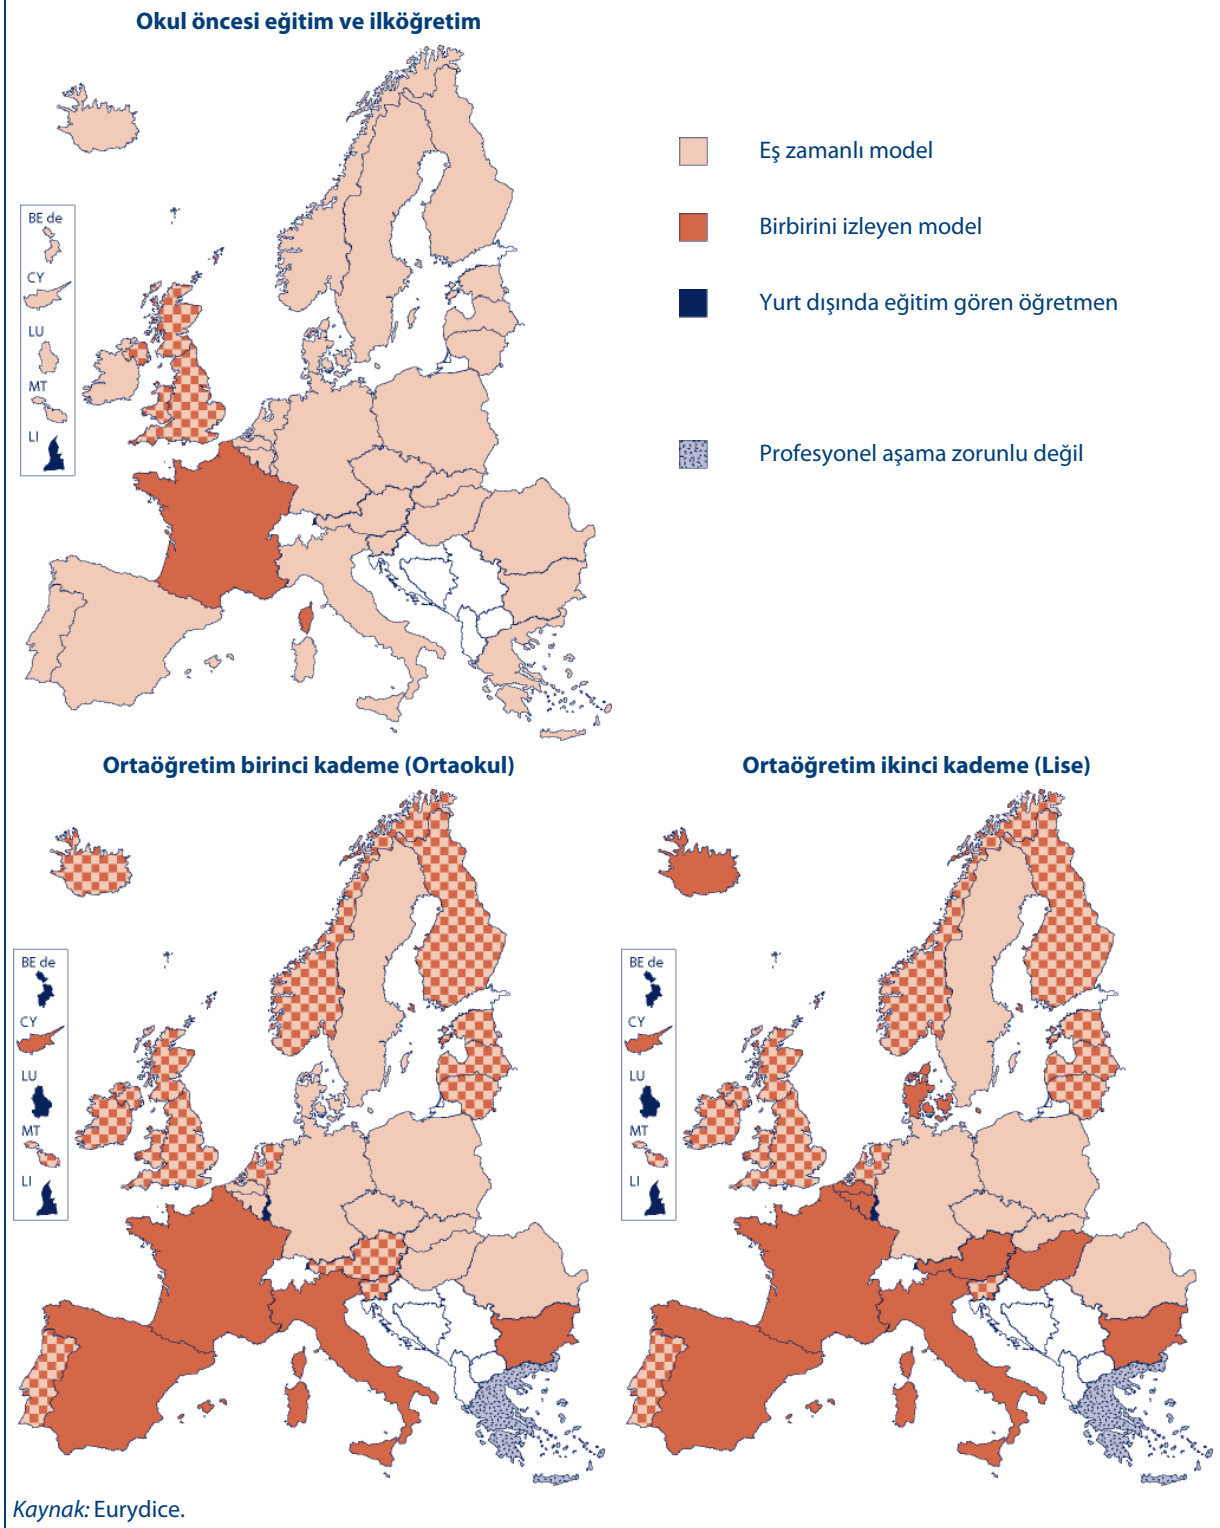 Okul öncesi eğitim ve ilköğretim
Eş zamanlı model
Birbirini izleyen model
Yurt dışında eğitim gören öğretmen
Profesyonel aşama zorunlu değil
BE de
CY
LU
MT
LI
Ortaöğretim birinci kademe (Ortaokul)
BE de
CY
LU
MT
LI
Ortaöğretim ikinci kademe (Lise)
BE de
CY
LU
MT
LI
Kaynak: Eurydice.